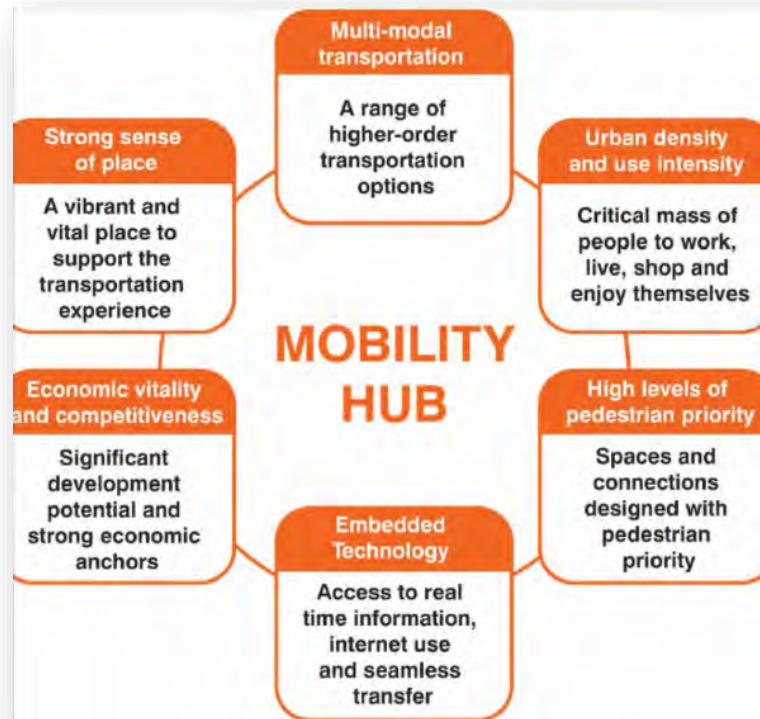 Multi-modal
transportation
A range of
higher-order
transportation
options
Strong sense
of place
A vibrant and
vital place to
support the
transportation
experience
Urban density
and use intensity
Critical mass of
people to work,
live, shop and
enjoy themselves
MOBILITY
HUB
Economic vitality
and competitiveness
Significant
development
potential and
strong economic
anchors
High levels of
pedestrian priority
Spaces and
connections
designed with
pedestrian
priority
Embedded
Technology
Access to real
time information,
internet use
and seamless
transfer